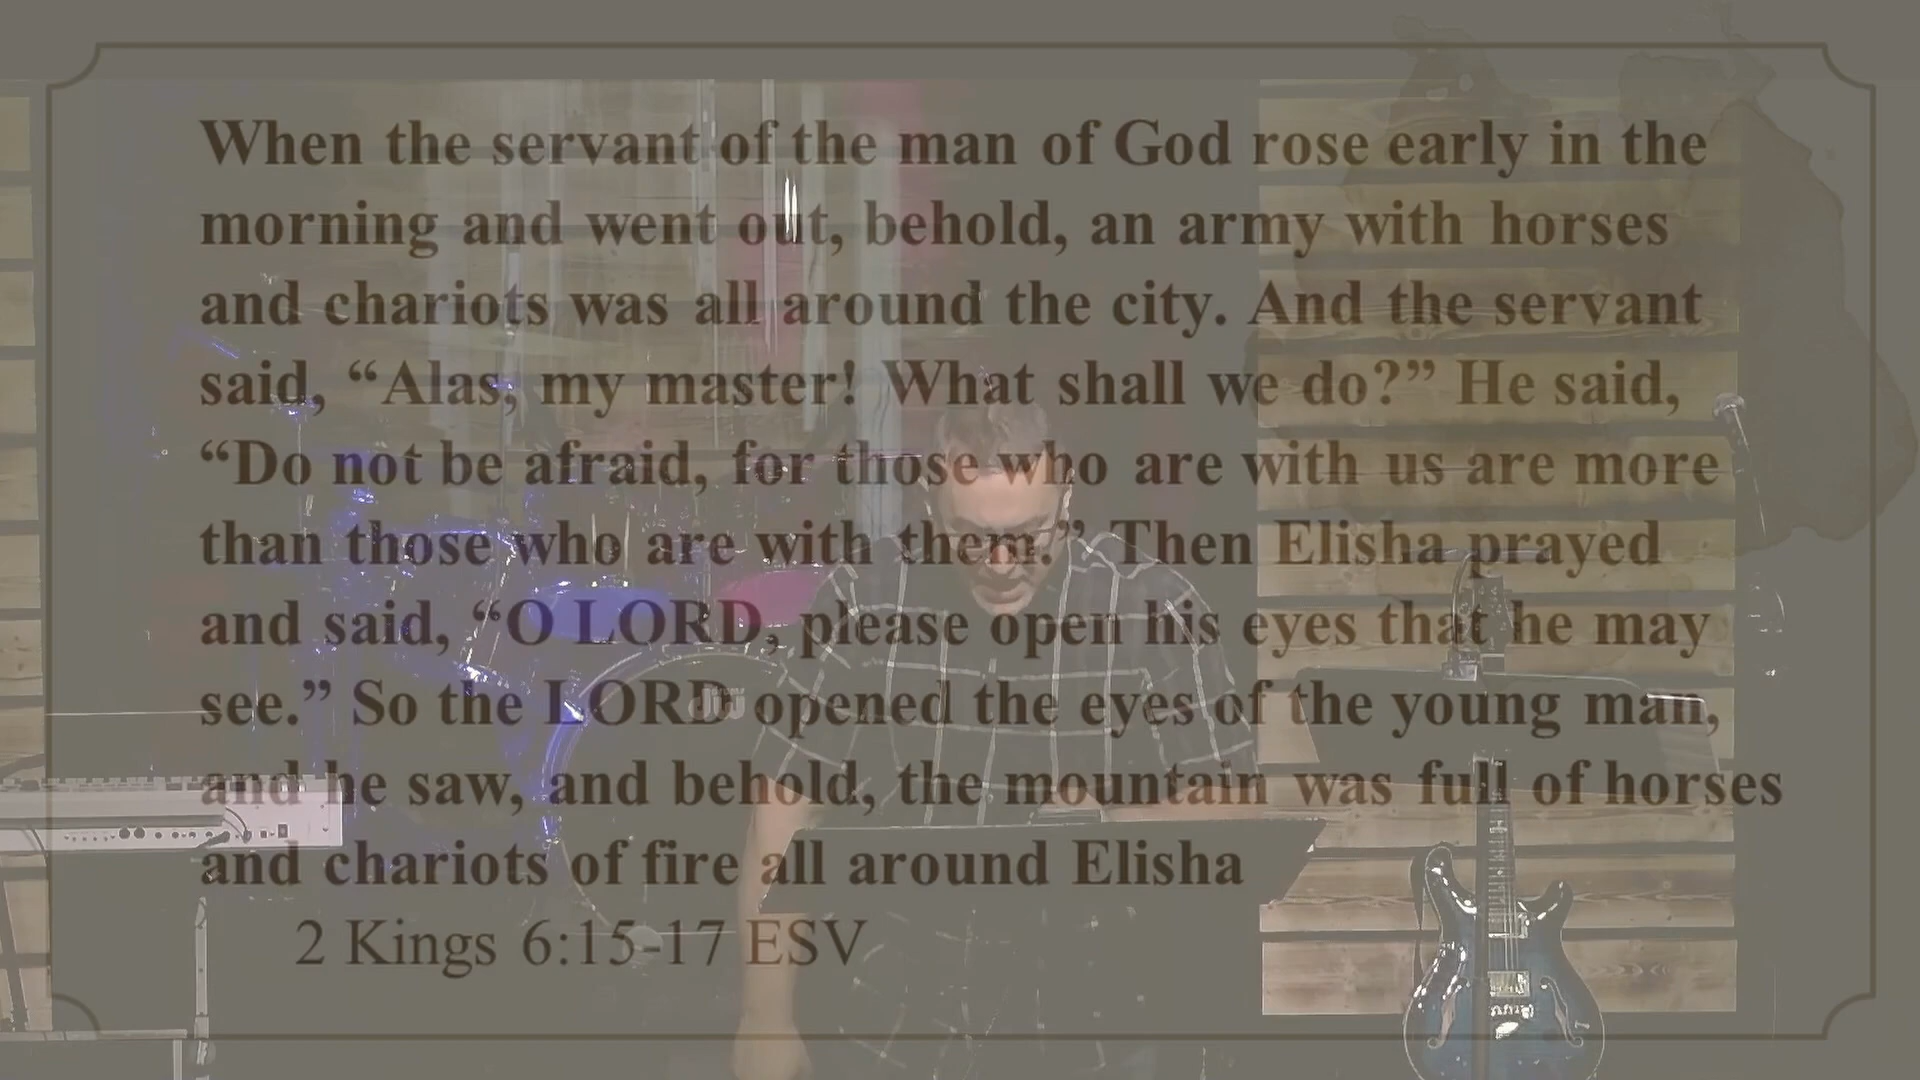 When the servant of the man of God rose early in the
morning and went out, behold, an army with horses
and chariots was all around the city. And the servant
said, “Alas, my master! What shall we do?” He said,
“Do not be afraid, for those who are with us are more
than those who are with them.” Then Elisha prayed
and said, “O LORD, please open his eyes that he may
see.” So the LORD opened the eyes of the young man,
and he saw, and behold, the mountain was full of horses
and chariots of fire all around Elisha
2 Kings 6:15-17 ESV